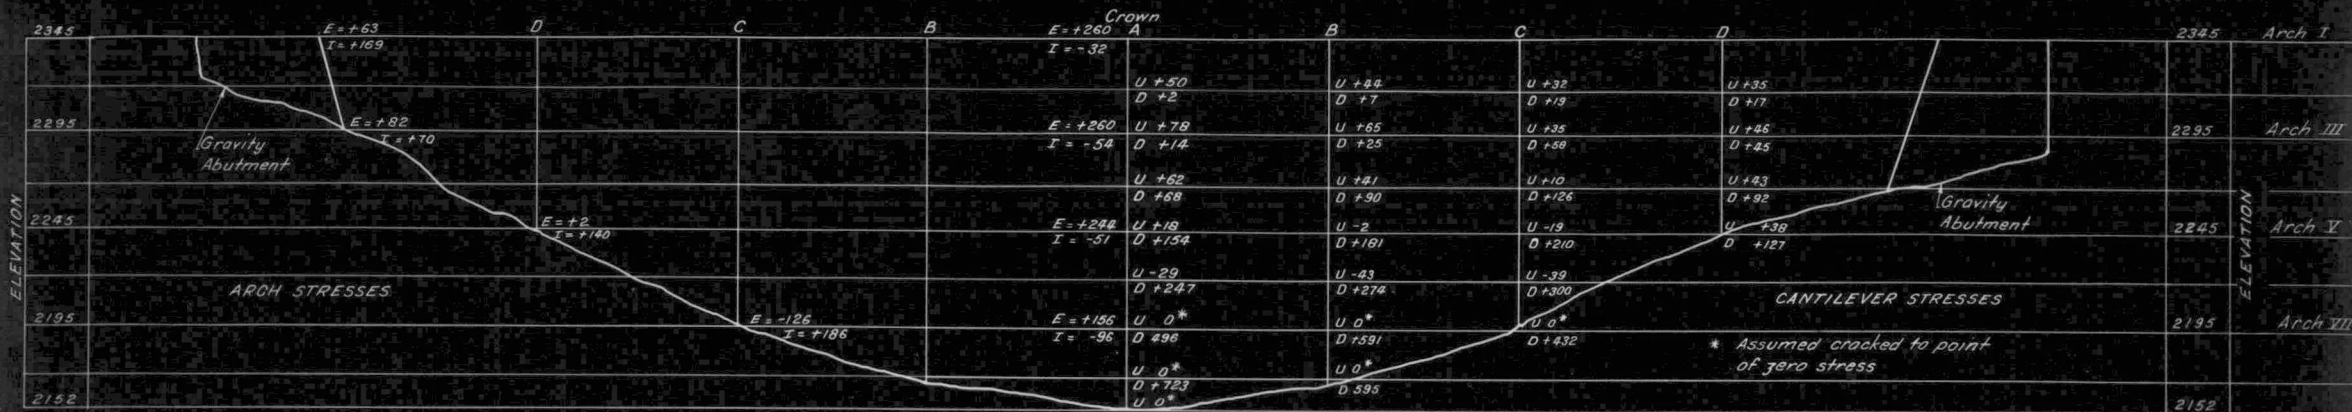 Crown
E=+63 D C B E=+260 A B C D
2345 I=+169 I=-32 2345 Arch I
U +50 U +44 U +32 U +35
D +2 D +7 D +19 D +17
E=+82 E=+260 U +78 U +65 U +35 U +46
2295 I=+70 I=-54 D +14 D +25 D +58 D +45 2295 Arch III
Gravity
Abutment
U +62 U +41 U +10 U +43
D +68 D +90 D +126 D +92
Gravity
Abutment
E=+2 E=+244 U +18 U -2 U -19 U +38
2245 I=+140 I=-51 D +154 D +181 D +210 D +127 2245 Arch V
ELEVATION
ELEVATION
U -29 U -43 U -39
D +247 D +274 D +300
ARCH STRESSES CANTILEVER STRESSES
E=-126 E=+156 U 0* U 0* U 0*
2195 I=+186 I=-96 D 496 D +591 D +432 2195 Arch VII
* Assumed cracked to point
of zero stress
U 0* U 0*
D +723 D 595
2152 U 0* 2152